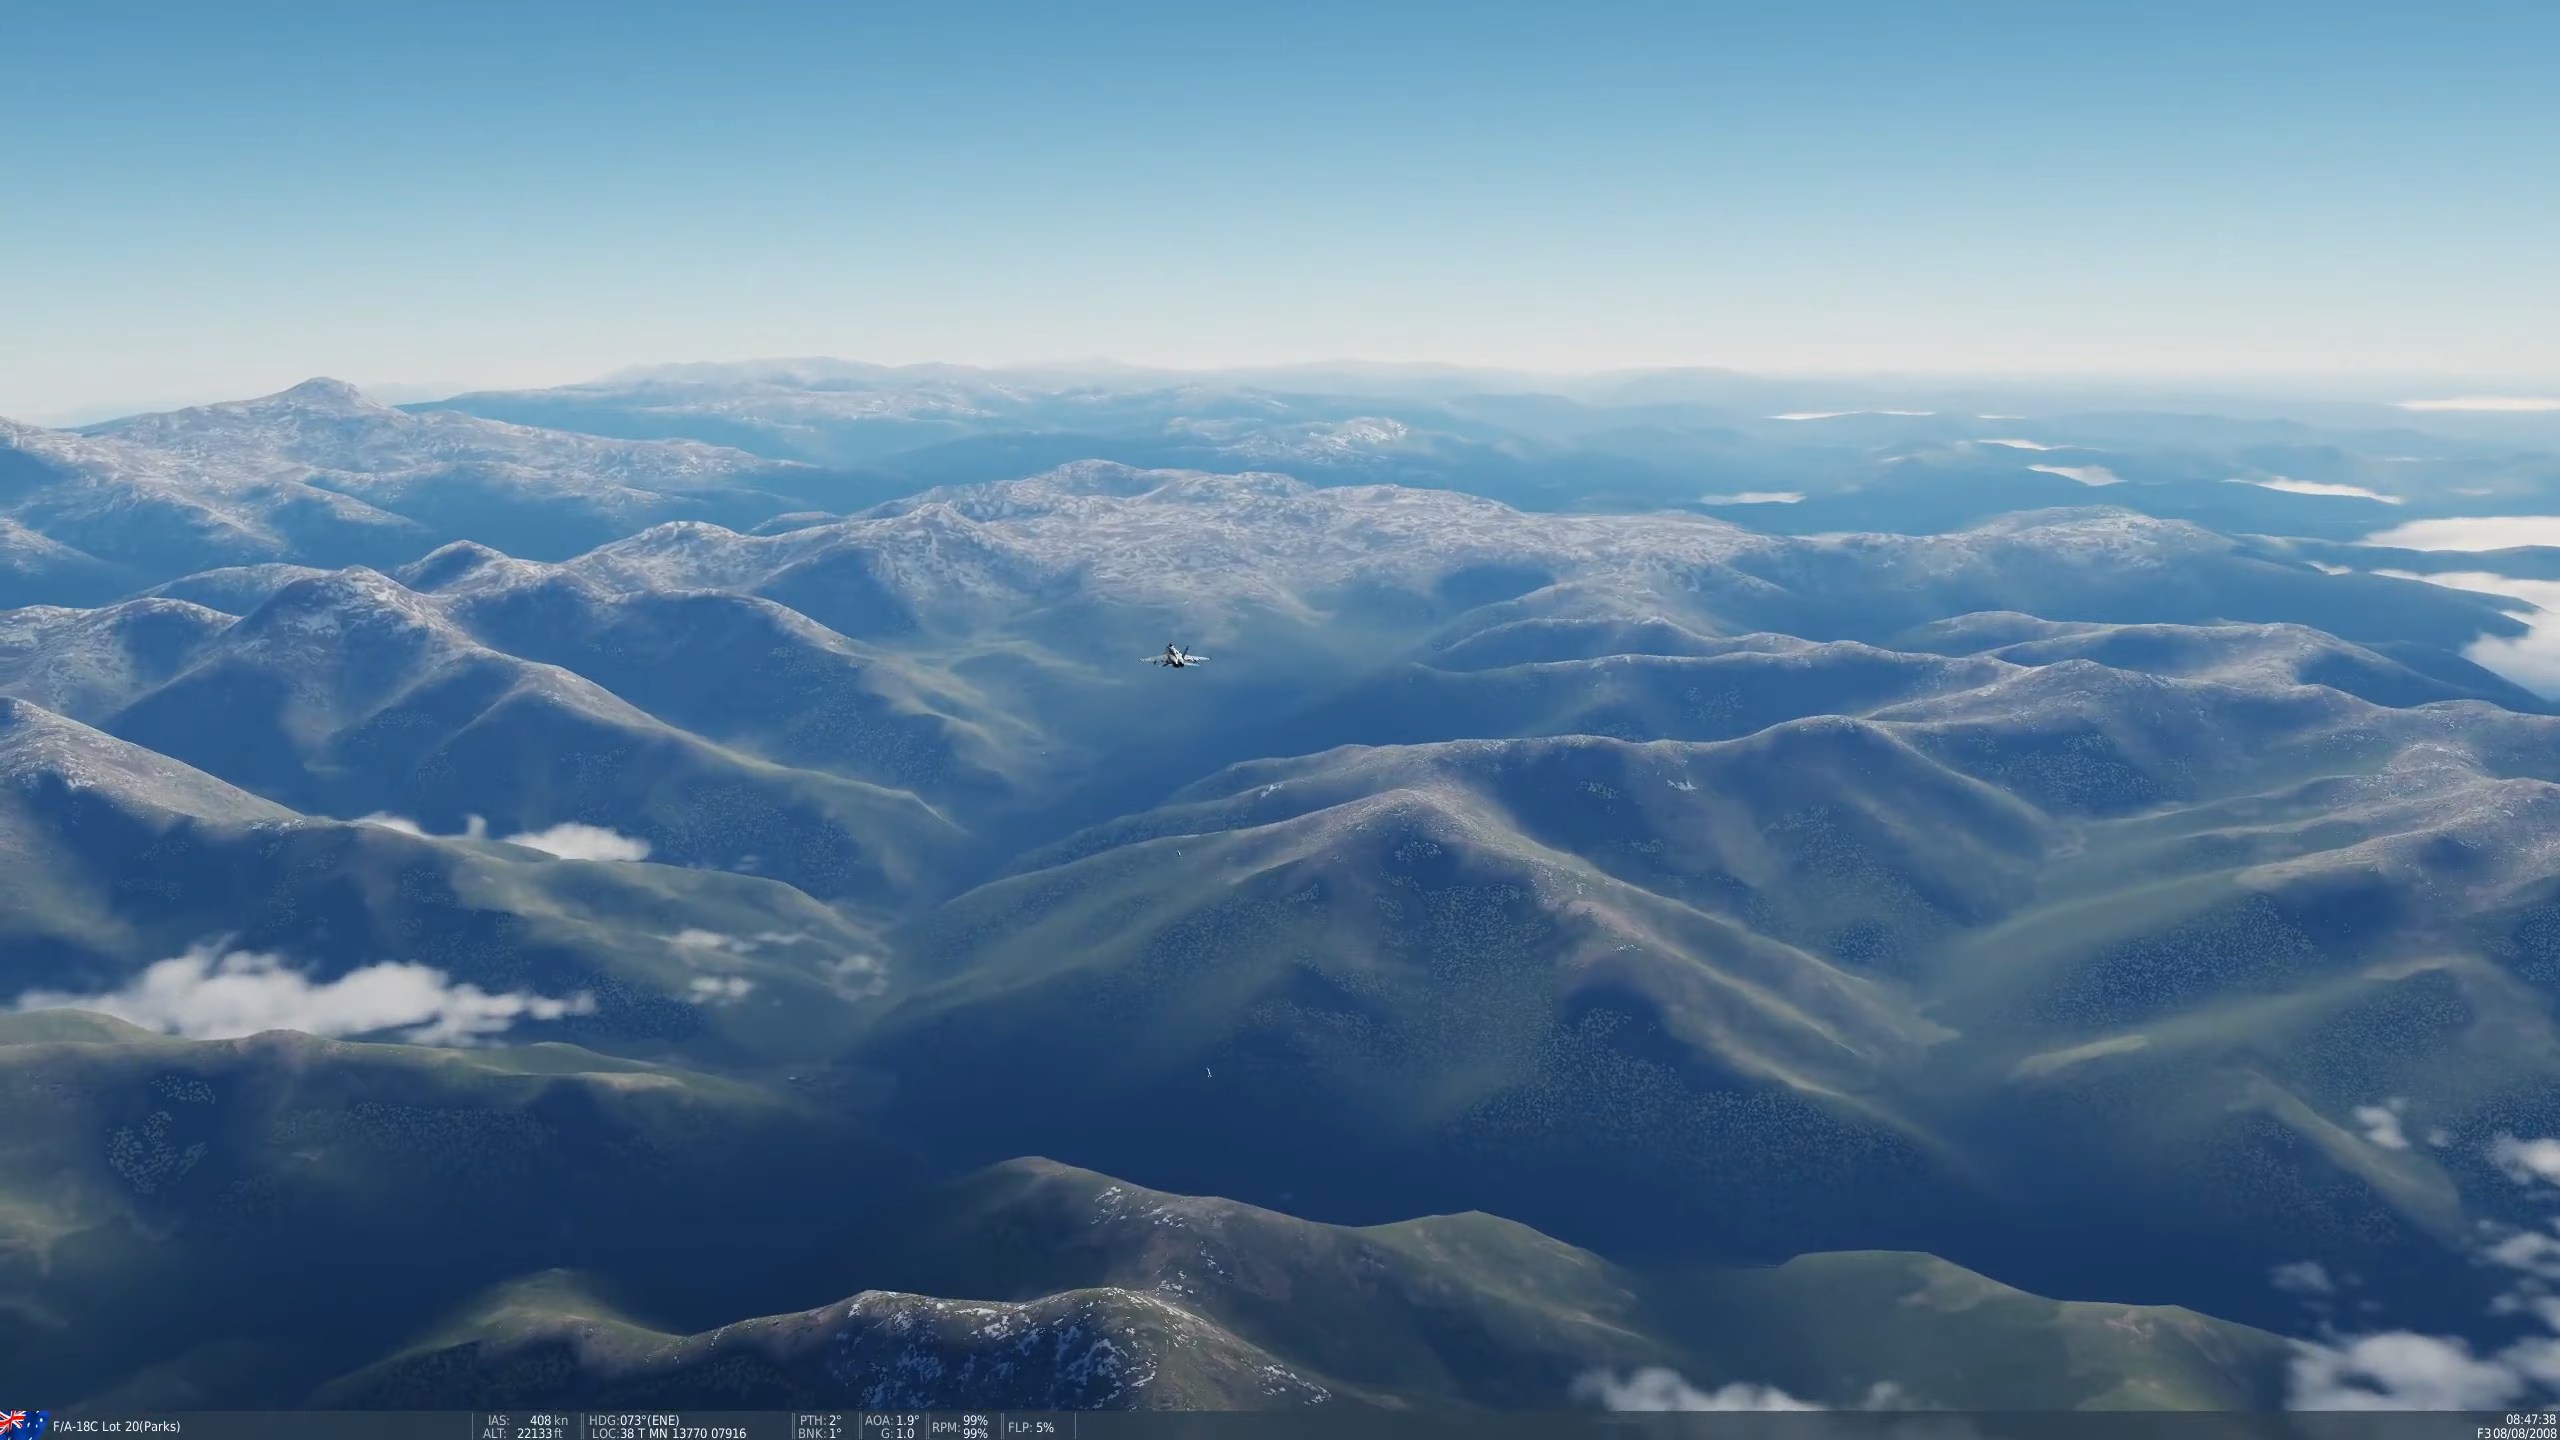 F/A-18C Lot 20(Parks)
IAS: 408 kn
ALT: 22133 ft
HDG:073°(ENE)
LOC:38 T MN 13770 07916
PTH: 2°
BNK: 1°
AOA: 1.9°
G: 1.0
RPM: 99%
99%
FLP: 5%
08:47:38
F3 08/08/2008